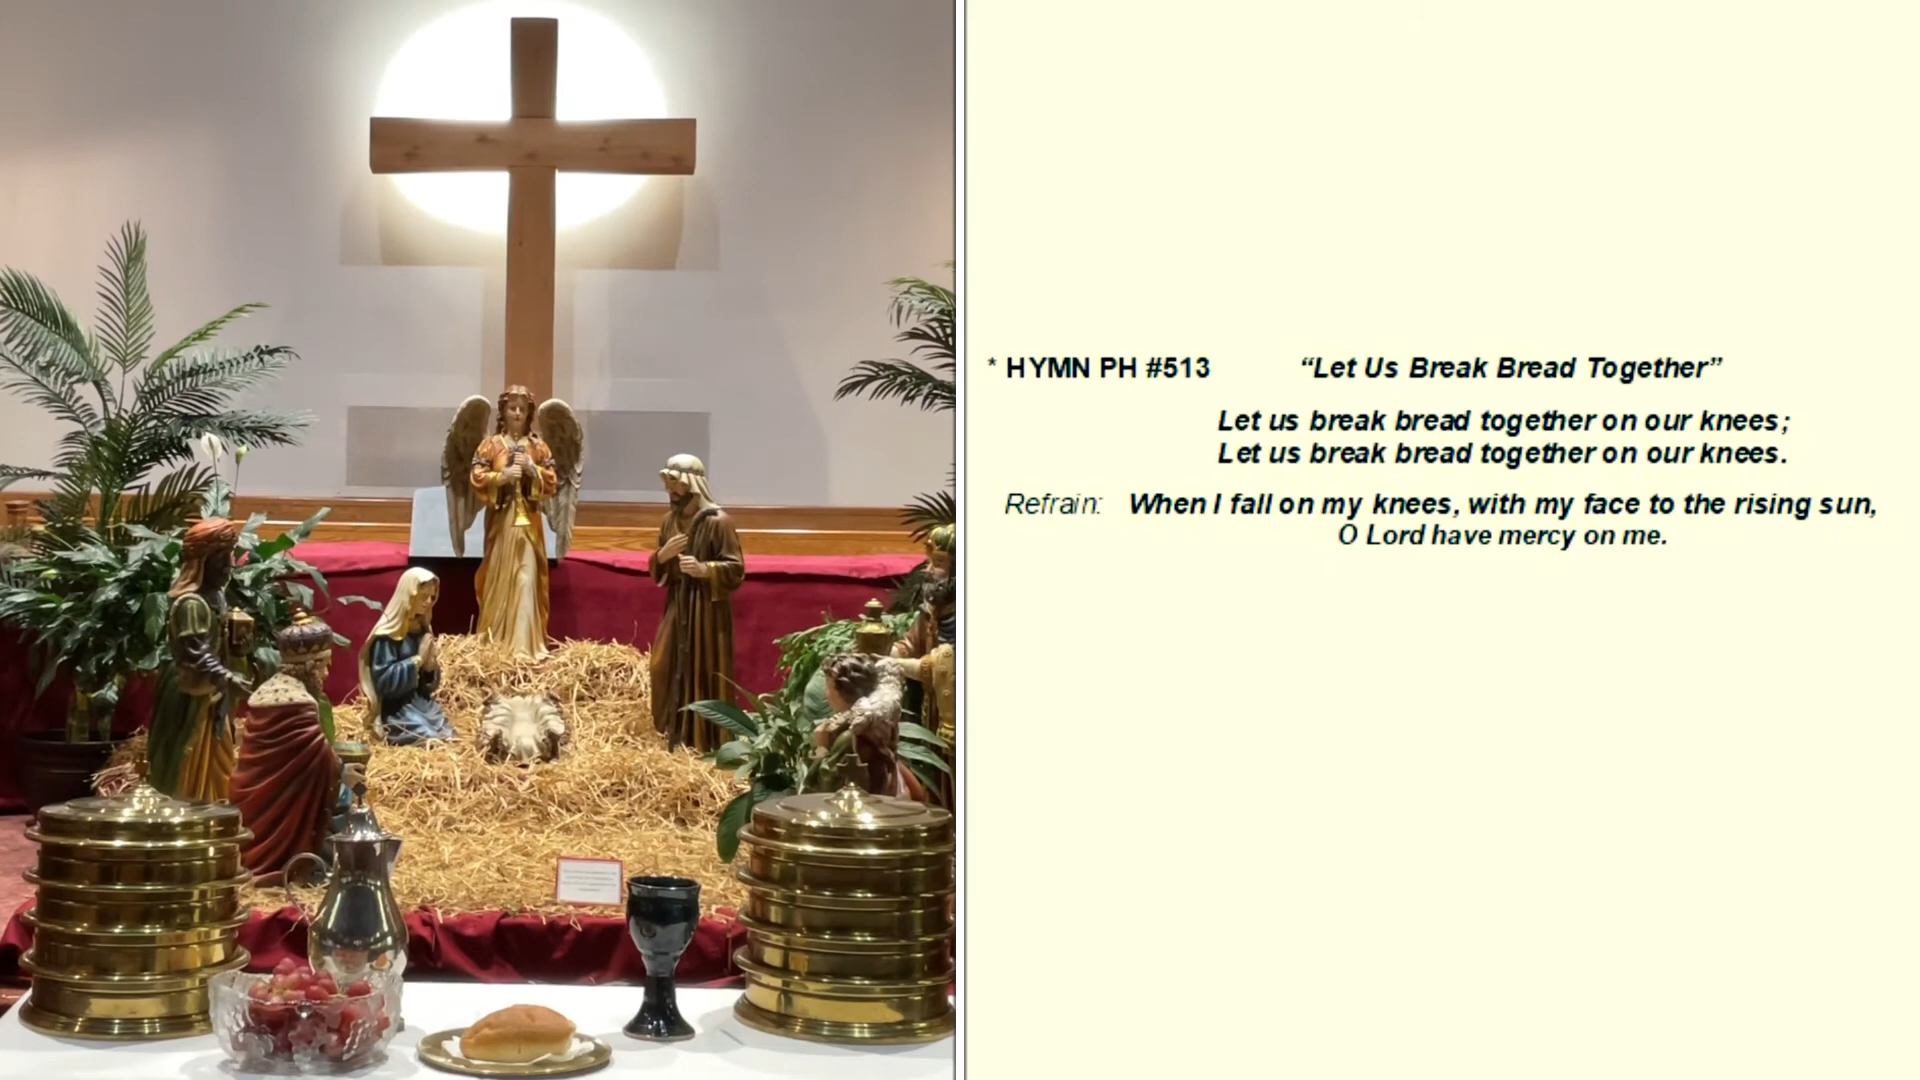 * HYMN PH #513 “Let Us Break Bread Together”
Let us break bread together on our knees;
Let us break bread together on our knees.
Refrain: When I fall on my knees, with my face to the rising sun,
O Lord have mercy on me.